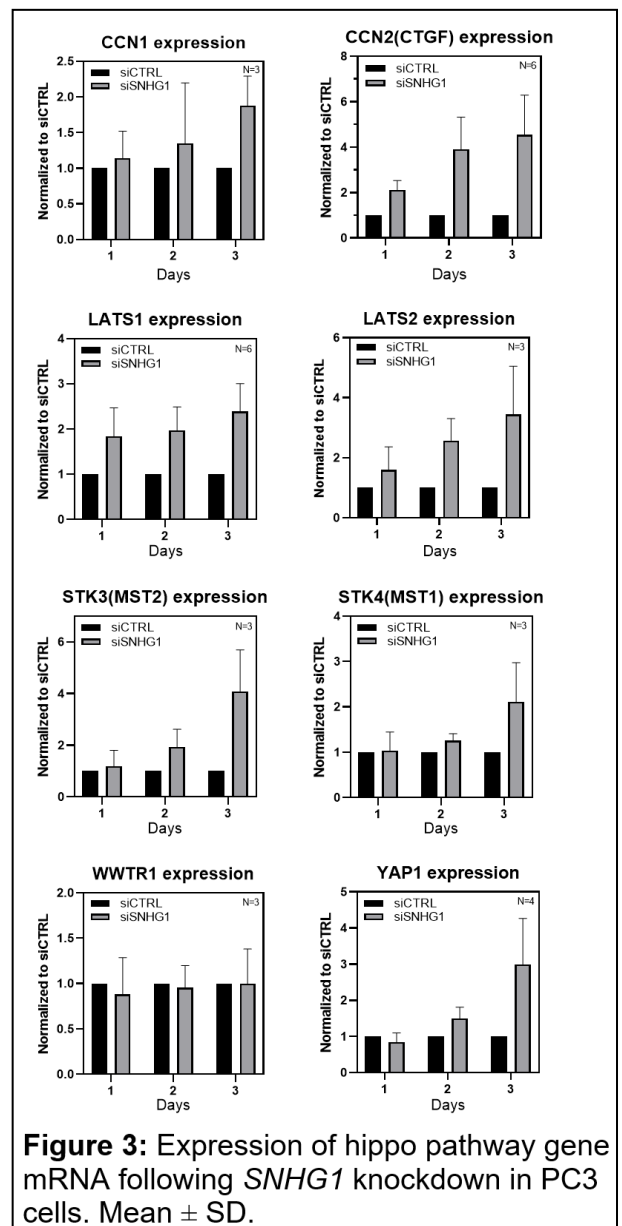 CCN1 expression
siCTRL
siSNHG1
N=3
Normalized to siCTRL
2.5
2.0
1.5
1.0
0.5
0.0
1 2 3
Days
CCN2(CTGF) expression
siCTRL
siSNHG1
N=6
Normalized to siCTRL
8
6
4
2
0
1 2 3
Days
LATS1 expression
siCTRL
siSNHG1
N=6
Normalized to siCTRL
4
3
2
1
0
1 2 3
Days
LATS2 expression
siCTRL
siSNHG1
N=3
Normalized to siCTRL
6
4
2
0
1 2 3
Days
STK3(MST2) expression
siCTRL
siSNHG1
N=3
Normalized to siCTRL
6
4
2
0
1 2 3
Days
STK4(MST1) expression
siCTRL
siSNHG1
N=3
Normalized to siCTRL
4
3
2
1
0
1 2 3
Days
WWTR1 expression
siCTRL
siSNHG1
N=3
Normalized to siCTRL
2.0
1.5
1.0
0.5
0.0
1 2 3
Days
YAP1 expression
siCTRL
siSNHG1
N=4
Normalized to siCTRL
5
4
3
2
1
0
1 2 3
Days
Figure 3: Expression of hippo pathway gene
mRNA following SNHG1 knockdown in PC3
cells. Mean ± SD.